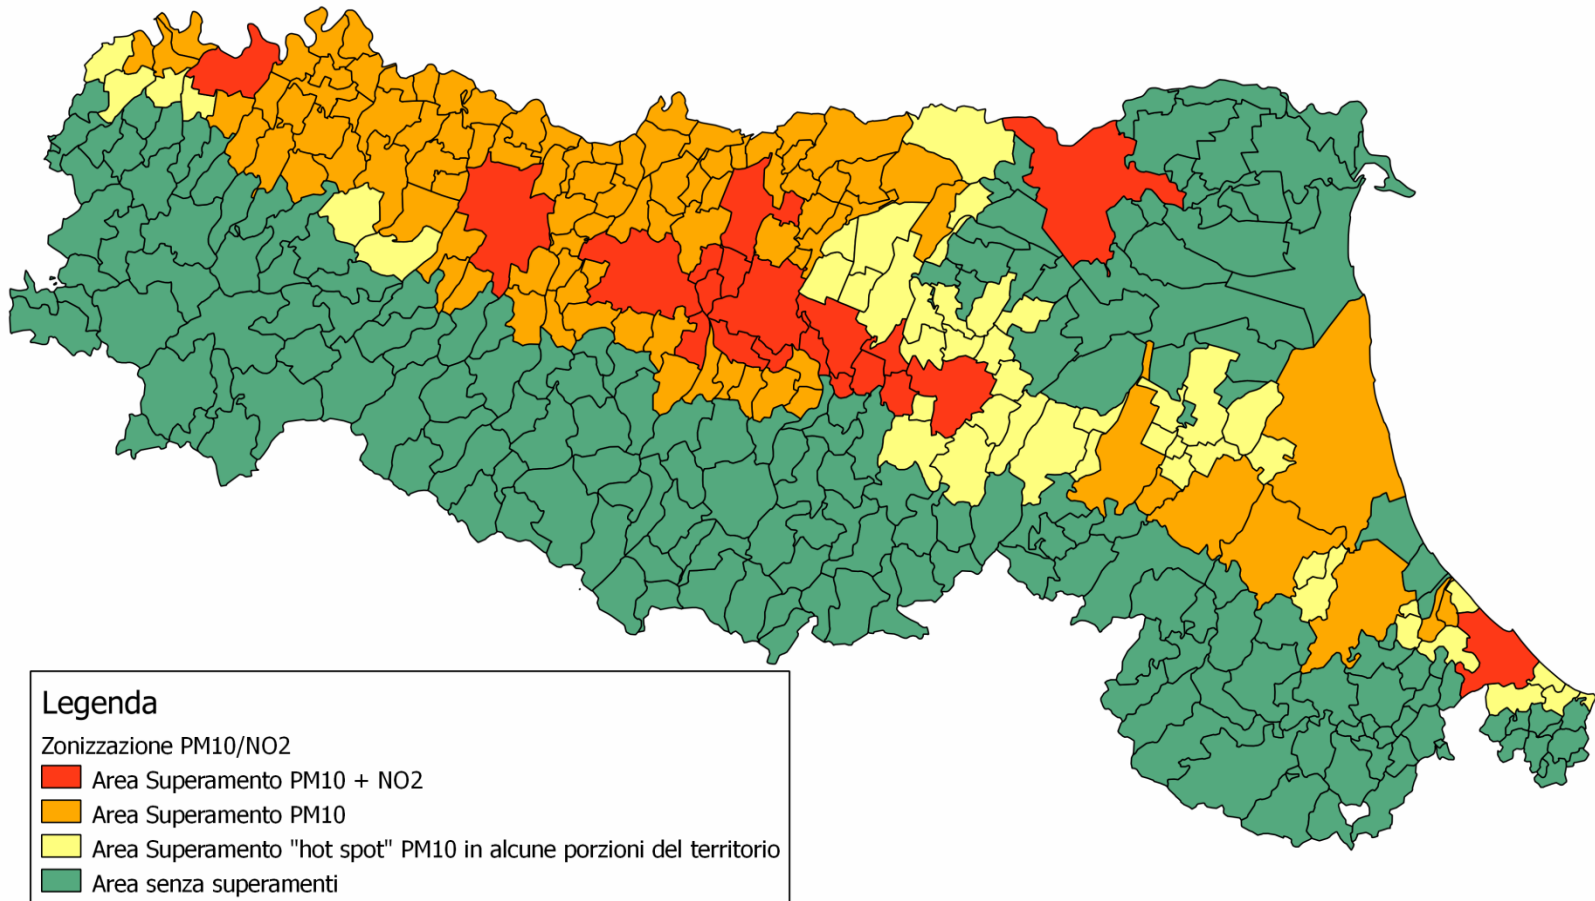 Legenda
Zonizzazione PM10/NO2
Area Superamento PM10 + NO2
Area Superamento PM10
Area Superamento "hot spot" PM10 in alcune porzioni del territorio
Area senza superamenti